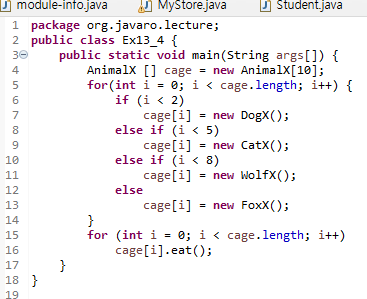 module-info.java MyStore.java Student.java
1 package org.javaro.lecture;
2 public class Ex13_4 {
3 public static void main(String args[]) {
4 AnimalX [] cage = new AnimalX[10];
5 for(int i = 0; i < cage.length; i++) {
6 if (i < 2)
7 cage[i] = new DogX();
8 else if (i < 5)
9 cage[i] = new CatX();
10 else if (i < 8)
11 cage[i] = new WolfX();
12 else
13 cage[i] = new FoxX();
14 }
15 for (int i = 0; i < cage.length; i++)
16 cage[i].eat();
17 }
18 }
19